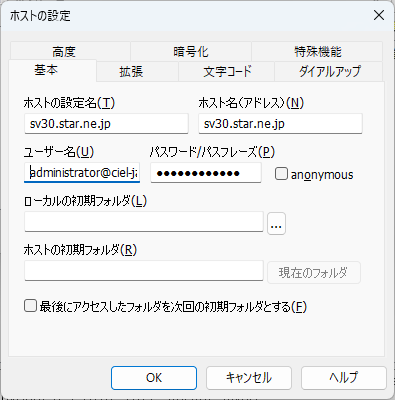 ホストの設定
高度 暗号化 特殊機能
基本 拡張 文字コード ダイアルアップ
ホストの設定名(T) ホスト名(アドレス)(N)
sv30.star.ne.jp sv30.star.ne.jp
ユーザー名(U) パスワード/パスフレーズ(P)
administrator@ciel-ja ●●●●●●●●●●●● anonymous
ローカルの初期フォルダ(L)
...
ホストの初期フォルダ(R)
現在のフォルダ
最後にアクセスしたフォルダを次回の初期フォルダとする(F)
OK キャンセル ヘルプ